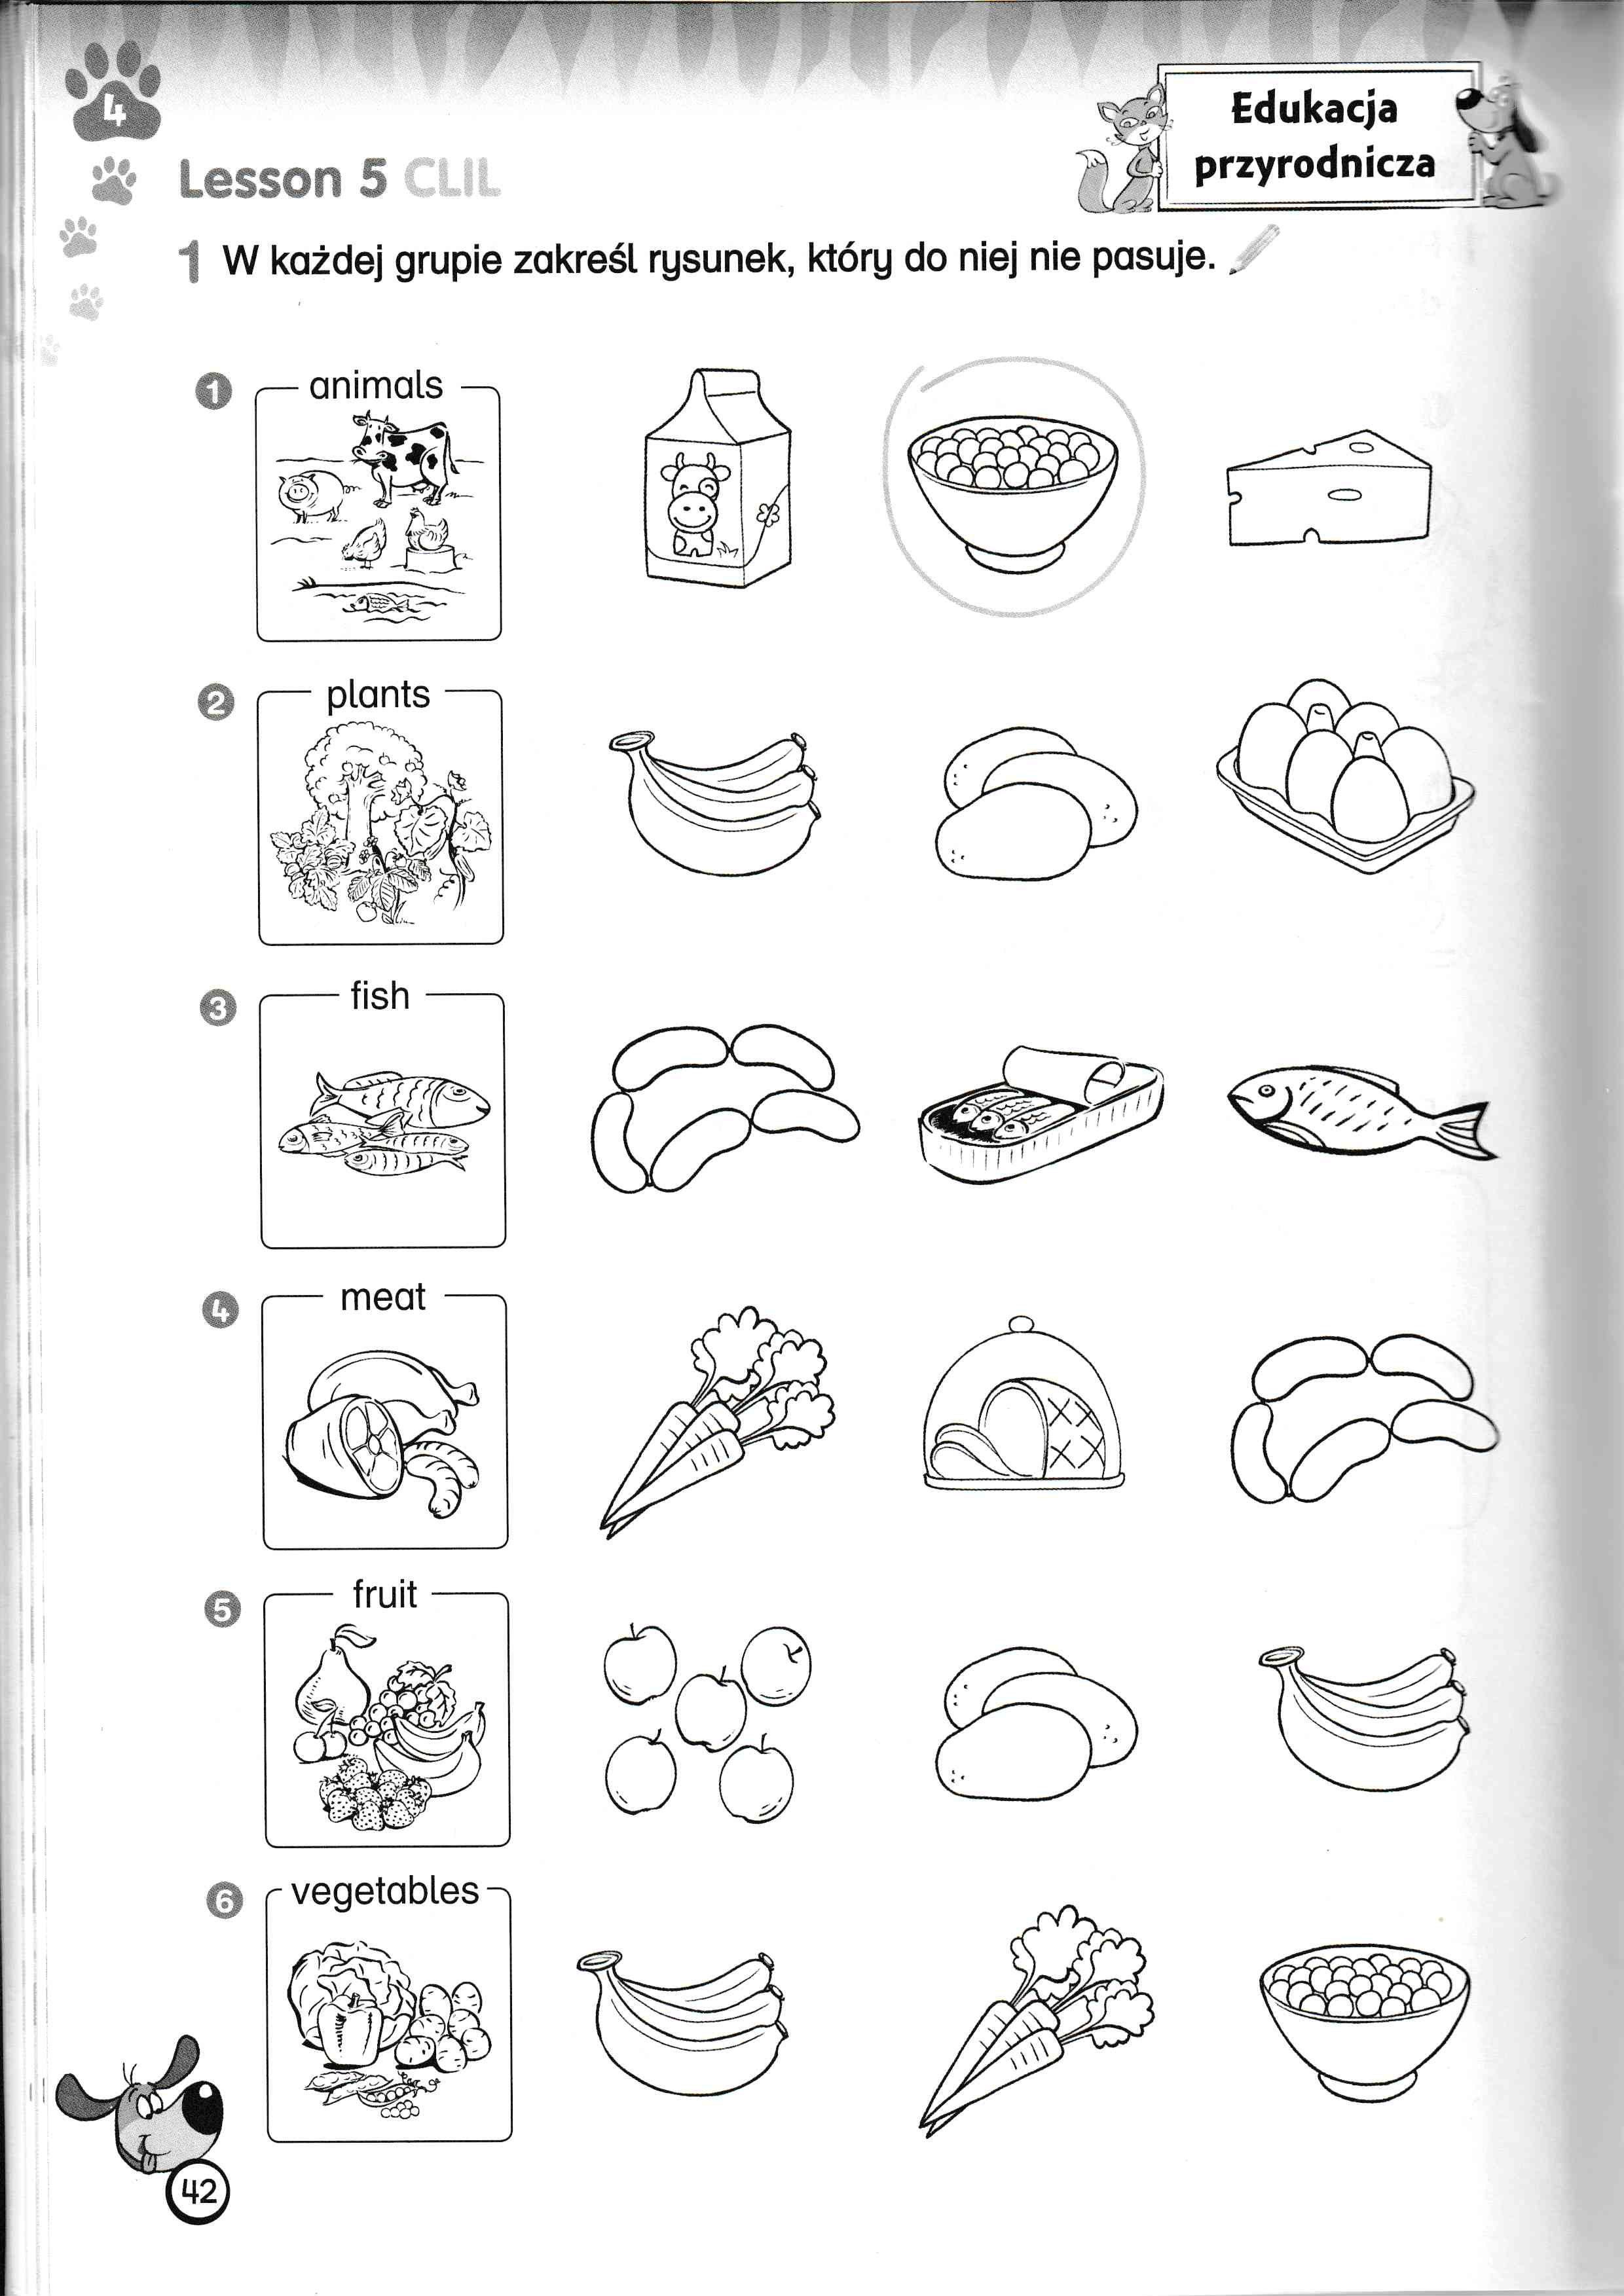 4
Edukacja
przyrodnicza
Lesson 5 CLIL
1 W każdej grupie zakreśl rysunek, który do niej nie pasuje.
1 animals
2 plants
3 fish
4 meat
5 fruit
6 vegetables
42